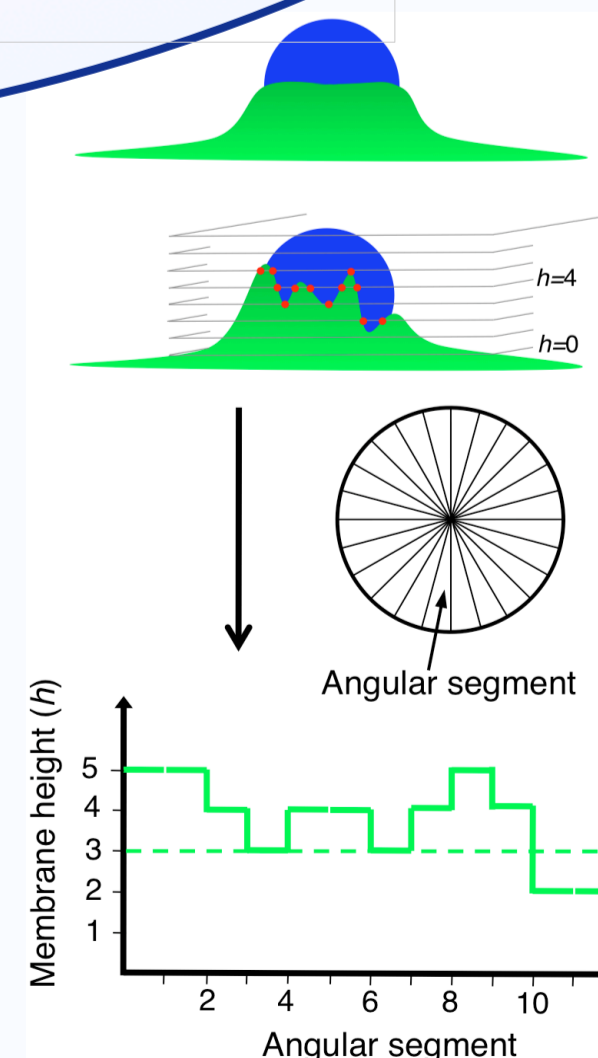 h=4
h=0
Angular segment
Membrane height (h)
5
4
3
2
1
2 4 6 8 10
Angular segment